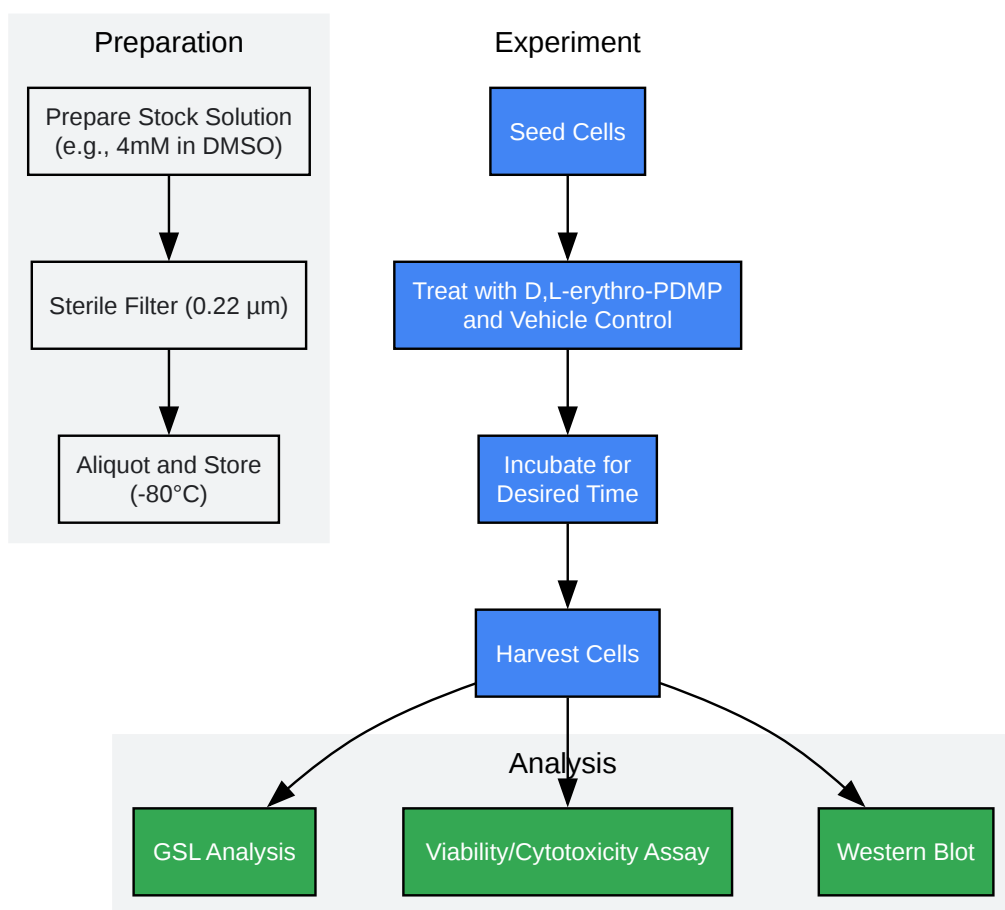 Preparation
Prepare Stock Solution
(e.g., 4mM in DMSO)
Sterile Filter (0.22 µm)
Aliquot and Store
(-80°C)
Experiment
Seed Cells
Treat with D,L-erythro-PDMP
and Vehicle Control
Incubate for
Desired Time
Harvest Cells
Analysis
GSL Analysis
Viability/Cytotoxicity Assay
Western Blot